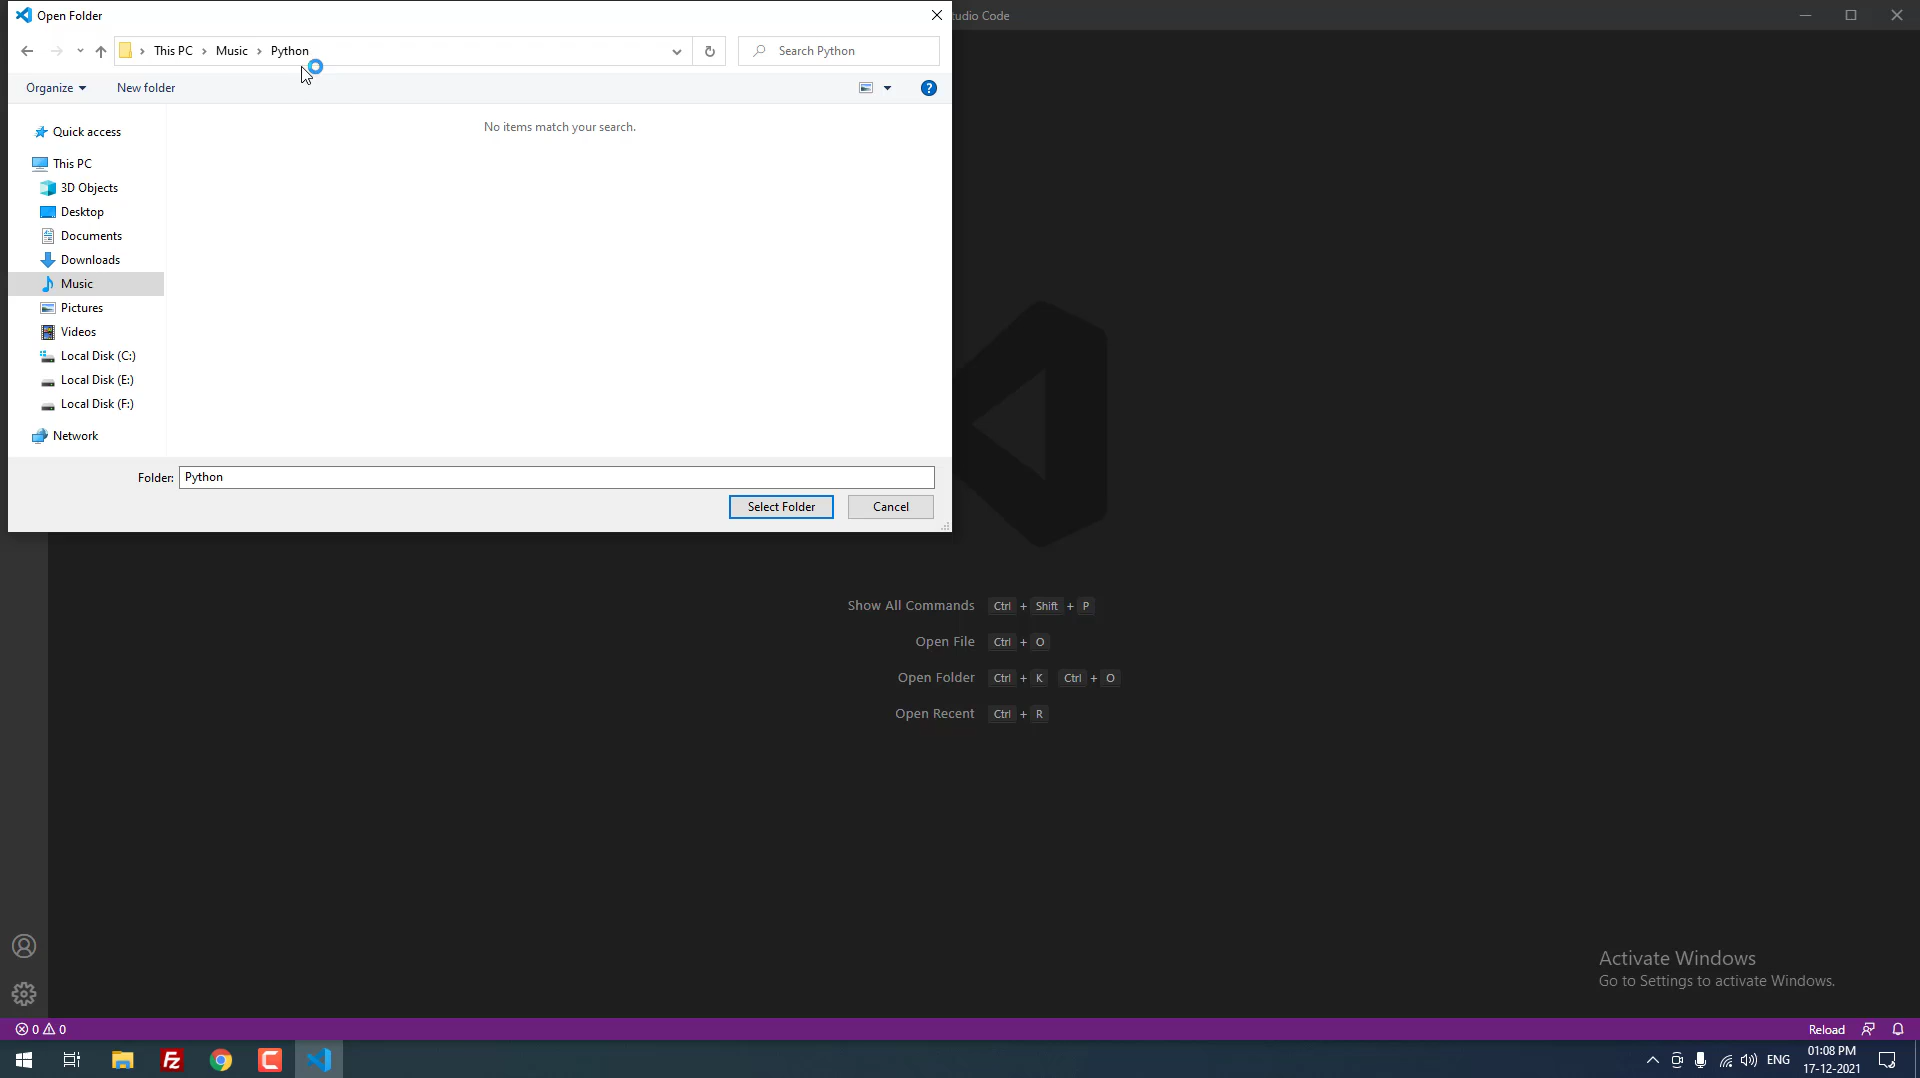 Open Folder
tudio Code
This PC > Music > Python
Search Python
Organize
New folder
?
No items match your search.
Quick access
This PC
3D Objects
Desktop
Documents
Downloads
Music
Pictures
Videos
Local Disk (C:)
Local Disk (E:)
Local Disk (F:)
Network
Folder: Python
Select Folder
Cancel
Show All Commands Ctrl + Shift + P
Open File Ctrl + O
Open Folder Ctrl + K Ctrl + O
Open Recent Ctrl + R
Activate Windows
Go to Settings to activate Windows.
0 0
Reload
Fz
C
ENG
01:08 PM
17-12-2021